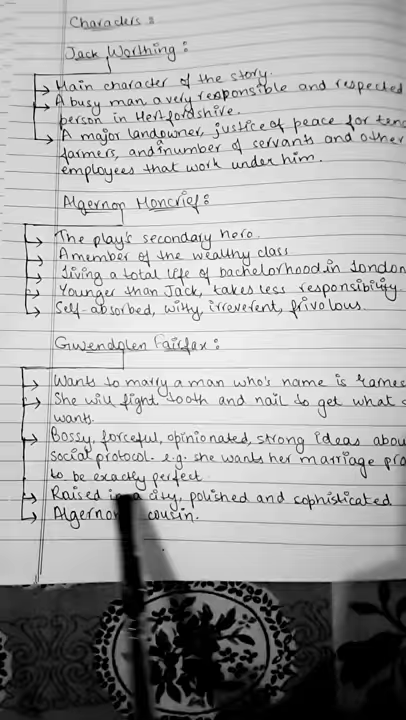 Characters :
Jack Worthing :
→ Main character of the story.
→ A busy man a very responsible and respected
person in Hertfordshire.
→ A major landowner, justice of peace for
farmers, and a number of servants and other
employees that work under him.
Algernon Moncrief :
→ The play's secondary hero.
→ A member of the wealthy class
→ Living a total life of bachelorhood in London
→ Younger than Jack, takes less responsibility
→ Self-absorbed, witty, irreverent, frivolous.
Gwendolen Fairfax :
→ Wants to marry a man who's name is
→ She will fight tooth and nail to get what
wants.
→ Bossy, forceful, opinionated, strong ideas
social protocol. e.g. she wants her marriage
to be exactly perfect
→ Raised in a city, polished and sophisticated
→ Algernon cousin.